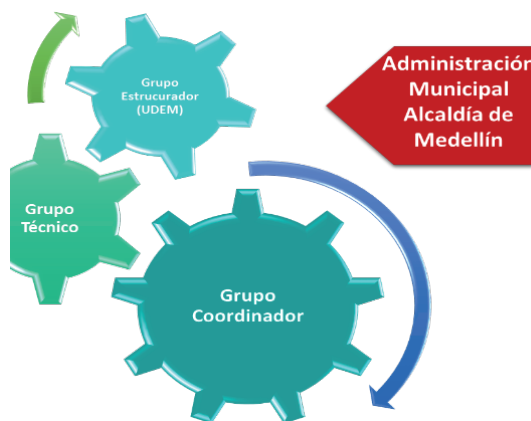 Grupo
Estrucurador
(UDEM)
Administración
Municipal
Alcaldía de
Medellín
Grupo
Técnico
Grupo
Coordinador